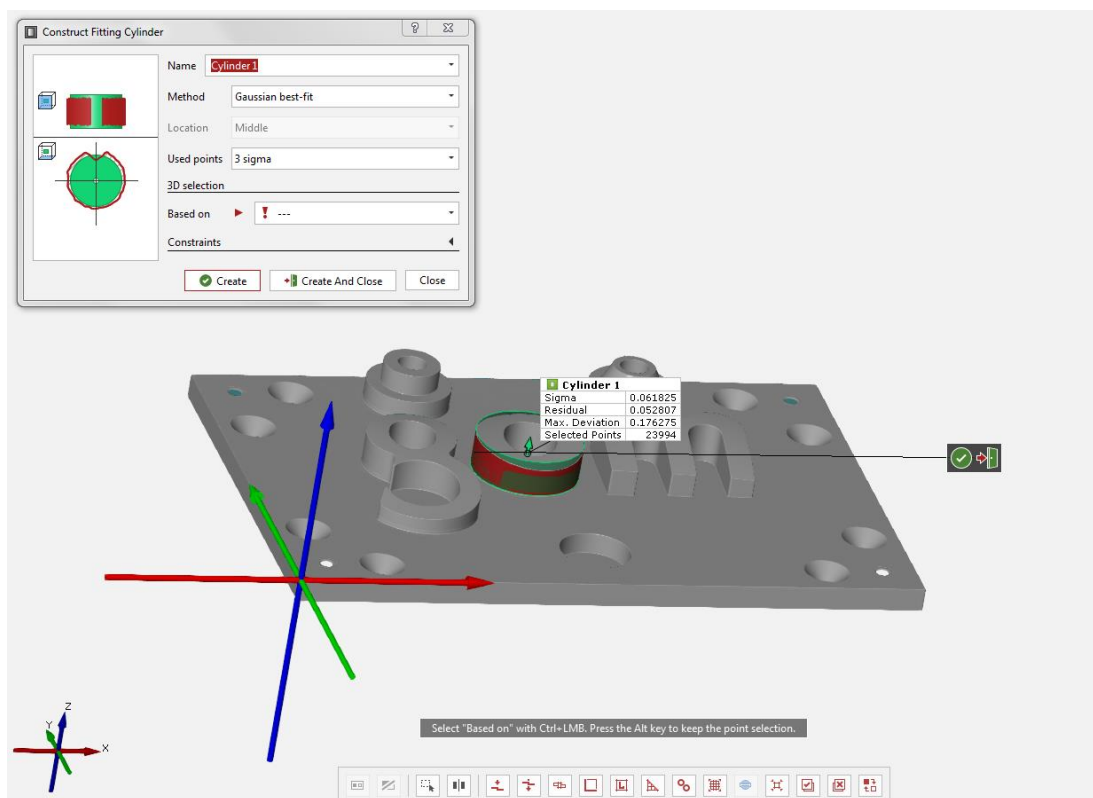 Construct Fitting Cylinder
Name Cylinder 1
Method Gaussian best-fit
Location Middle
Used points 3 sigma
3D selection
Based on ! ---
Constraints
Create Create And Close Close
Cylinder 1
Sigma 0.061825
Residual 0.052807
Max. Deviation 0.176275
Selected Points 23994
Z
Y
X
Select "Based on" with Ctrl+LMB. Press the Alt key to keep the point selection.